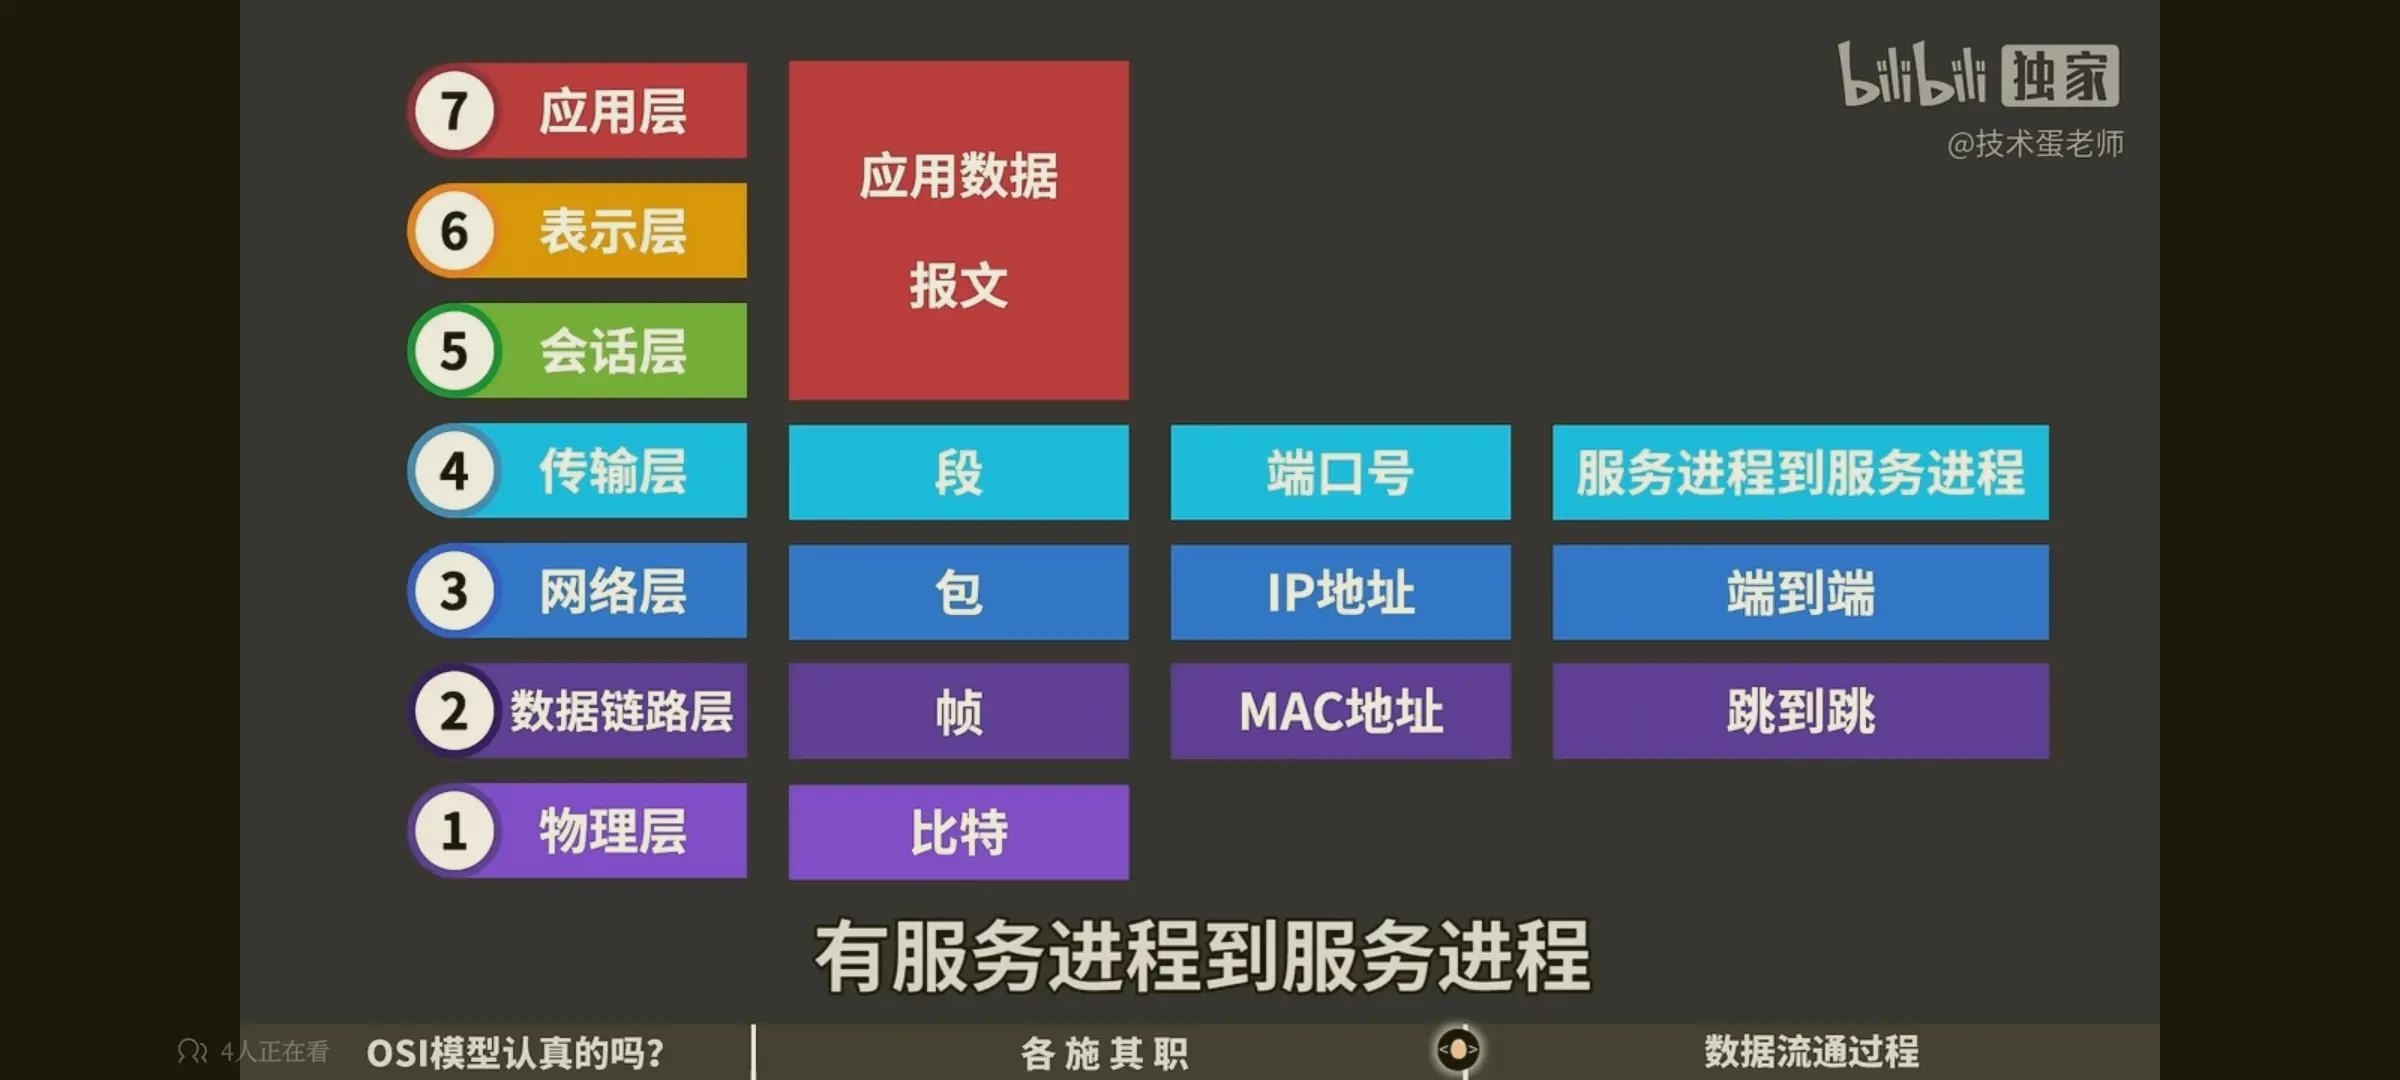 bilibili 独家
@技术蛋老师
7 应用层
6 表示层
5 会话层
应用数据
报文
4 传输层 段 端口号 服务进程到服务进程
3 网络层 包 IP地址 端到端
2 数据链路层 帧 MAC地址 跳到跳
1 物理层 比特
有服务进程到服务进程
4人正在看 OSI模型认真的吗? 各施其职 数据流通过程